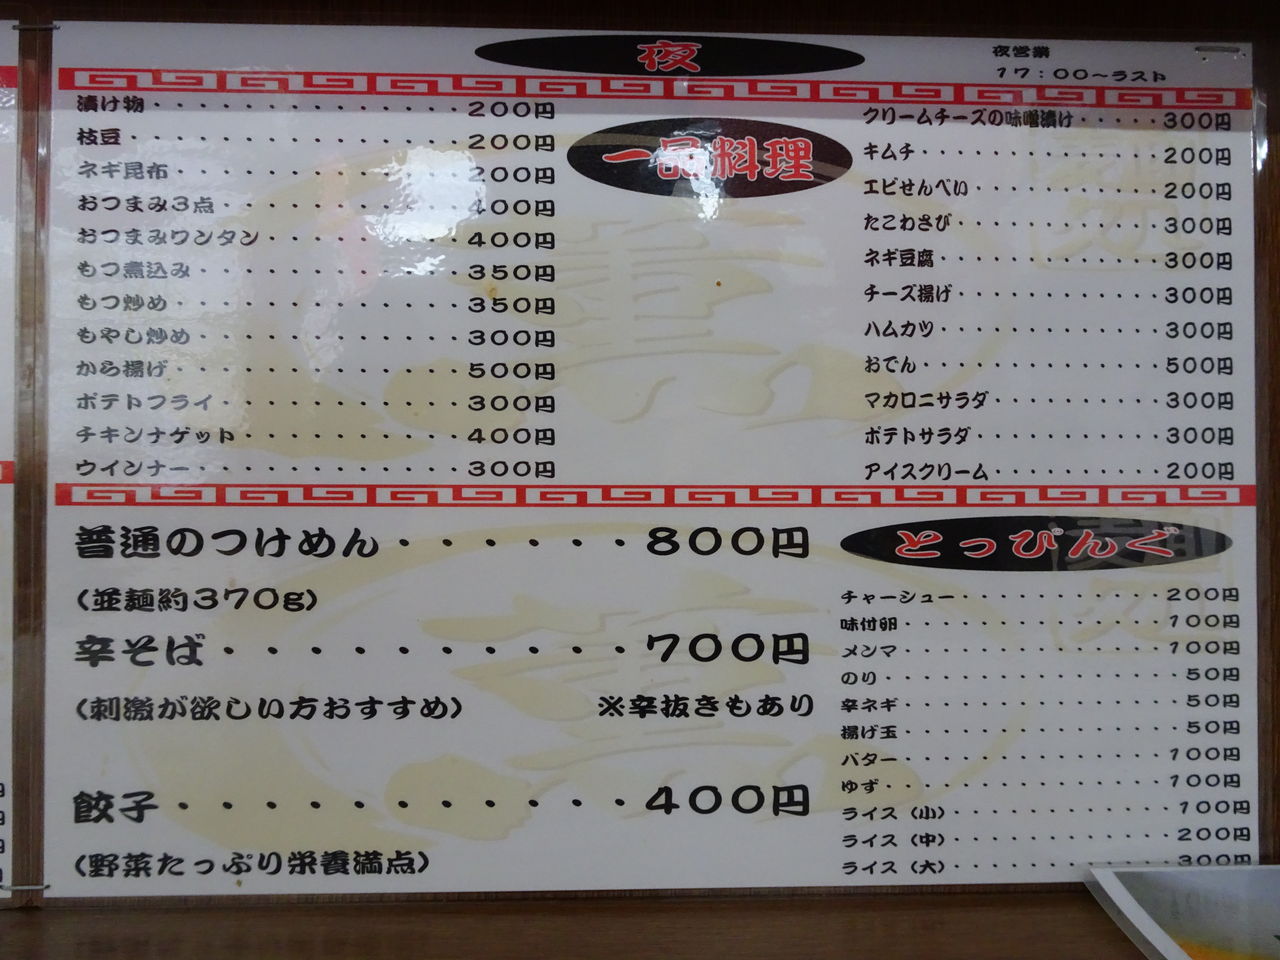 夜
夜営業
17:00〜ラスト
一品料理
漬け物・・・・・・・・・・・・・・200円
枝豆・・・・・・・・・・・・・・・200円
ネギ昆布・・・・・・・・・・・・・200円
おつまみ3点・・・・・・・・・・・400円
おつまみワンタン・・・・・・・・・400円
もつ煮込み・・・・・・・・・・・・350円
もつ炒め・・・・・・・・・・・・・350円
もやし炒め・・・・・・・・・・・・300円
から揚げ・・・・・・・・・・・・・500円
ポテトフライ・・・・・・・・・・・300円
チキンナゲット・・・・・・・・・・400円
ウインナー・・・・・・・・・・・・300円
クリームチーズの味噌漬け・・・・・300円
キムチ・・・・・・・・・・・・・200円
エビせんべい・・・・・・・・・・200円
たこわさび・・・・・・・・・・・300円
ネギ豆腐・・・・・・・・・・・・300円
チーズ揚げ・・・・・・・・・・・300円
ハムカツ・・・・・・・・・・・・300円
おでん・・・・・・・・・・・・・500円
マカロニサラダ・・・・・・・・・300円
ポテトサラダ・・・・・・・・・・300円
アイスクリーム・・・・・・・・・200円
普通のつけめん・・・・・・・800円
(並麺約370g)
辛そば・・・・・・・・・・・700円
(刺激が欲しい方おすすめ) ※辛抜きもあり
餃子・・・・・・・・・・・・400円
(野菜たっぷり栄養満点)
とっぴんぐ
チャーシュー・・・・・・・・・・200円
味付卵・・・・・・・・・・・・・100円
メンマ・・・・・・・・・・・・・100円
のり・・・・・・・・・・・・・・50円
辛ネギ・・・・・・・・・・・・・50円
揚げ玉・・・・・・・・・・・・・50円
バター・・・・・・・・・・・・・100円
ゆず・・・・・・・・・・・・・・100円
ライス(小)・・・・・・・・・・・100円
ライス(中)・・・・・・・・・・・200円
ライス(大)・・・・・・・・・・・300円